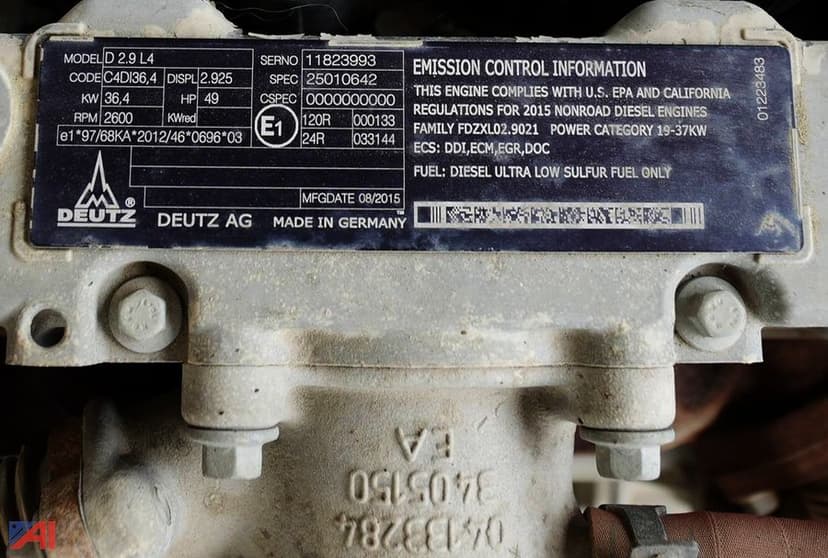 MODEL D 2.9 L4 SERNO 11823993
CODE C4DI36,4 DISPL 2.925 SPEC 25010642
KW 36,4 HP 49 CSPEC 0000000000
RPM 2600 KWred E1 120R 000133
e1*97/68KA*2012/46*0696*03 24R 033144
MFGDATE 08/2015
DEUTZ ® DEUTZ AG MADE IN GERMANY ™
EMISSION CONTROL INFORMATION
THIS ENGINE COMPLIES WITH U.S. EPA AND CALIFORNIA
REGULATIONS FOR 2015 NONROAD DIESEL ENGINES
FAMILY FDZXL02.9021 POWER CATEGORY 19-37KW
ECS: DDI,ECM,EGR,DOC
FUEL: DIESEL ULTRA LOW SULFUR FUEL ONLY
01223483
04133284
3405150
EA
AI